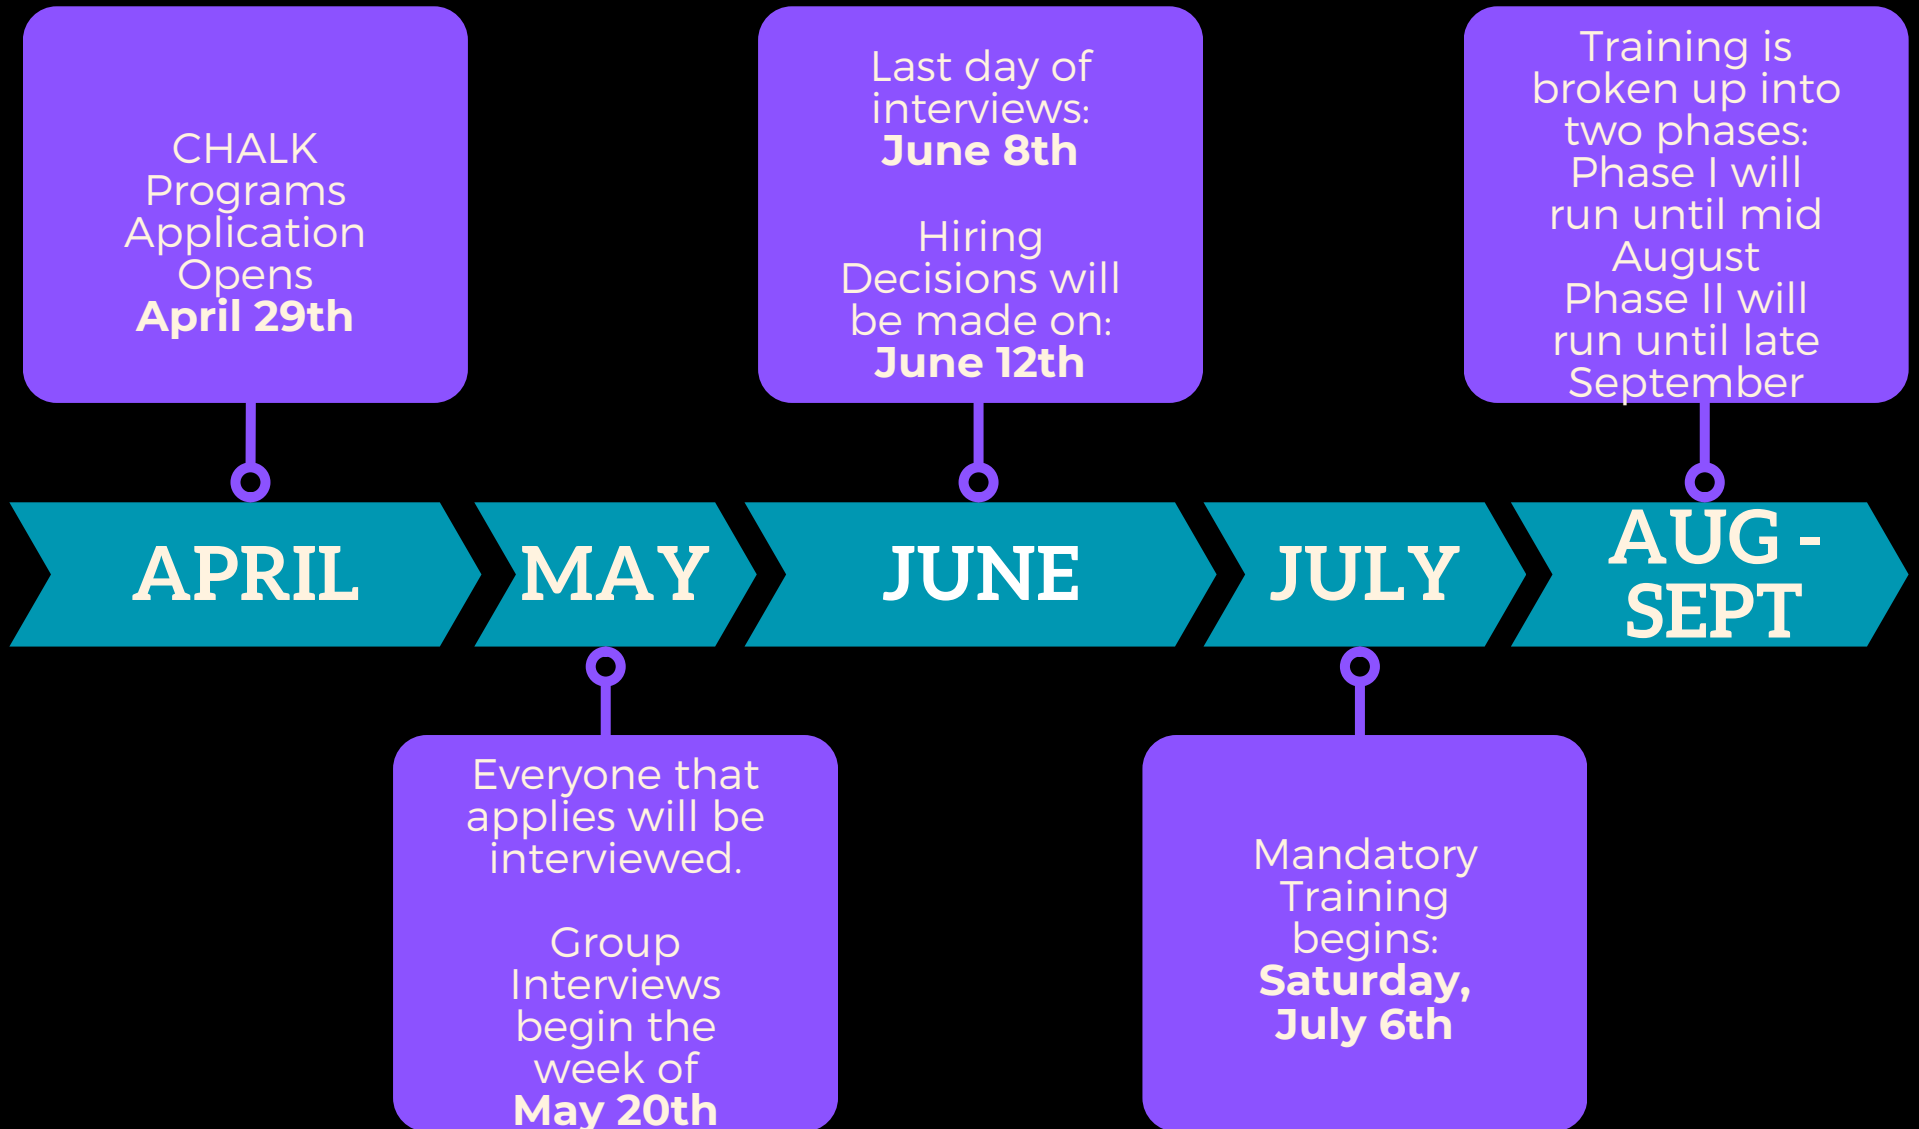 CHALK
Programs
Application
Opens
April 29th
Last day of
interviews:
June 8th
Hiring
Decisions will
be made on:
June 12th
Training is
broken up into
two phases:
Phase I will
run until mid
August
Phase II will
run until late
September
APRIL
MAY
JUNE
JULY
AUG -
SEPT
Everyone that
applies will be
interviewed.
Group
Interviews
begin the
week of
May 20th
Mandatory
Training
begins:
Saturday,
July 6th